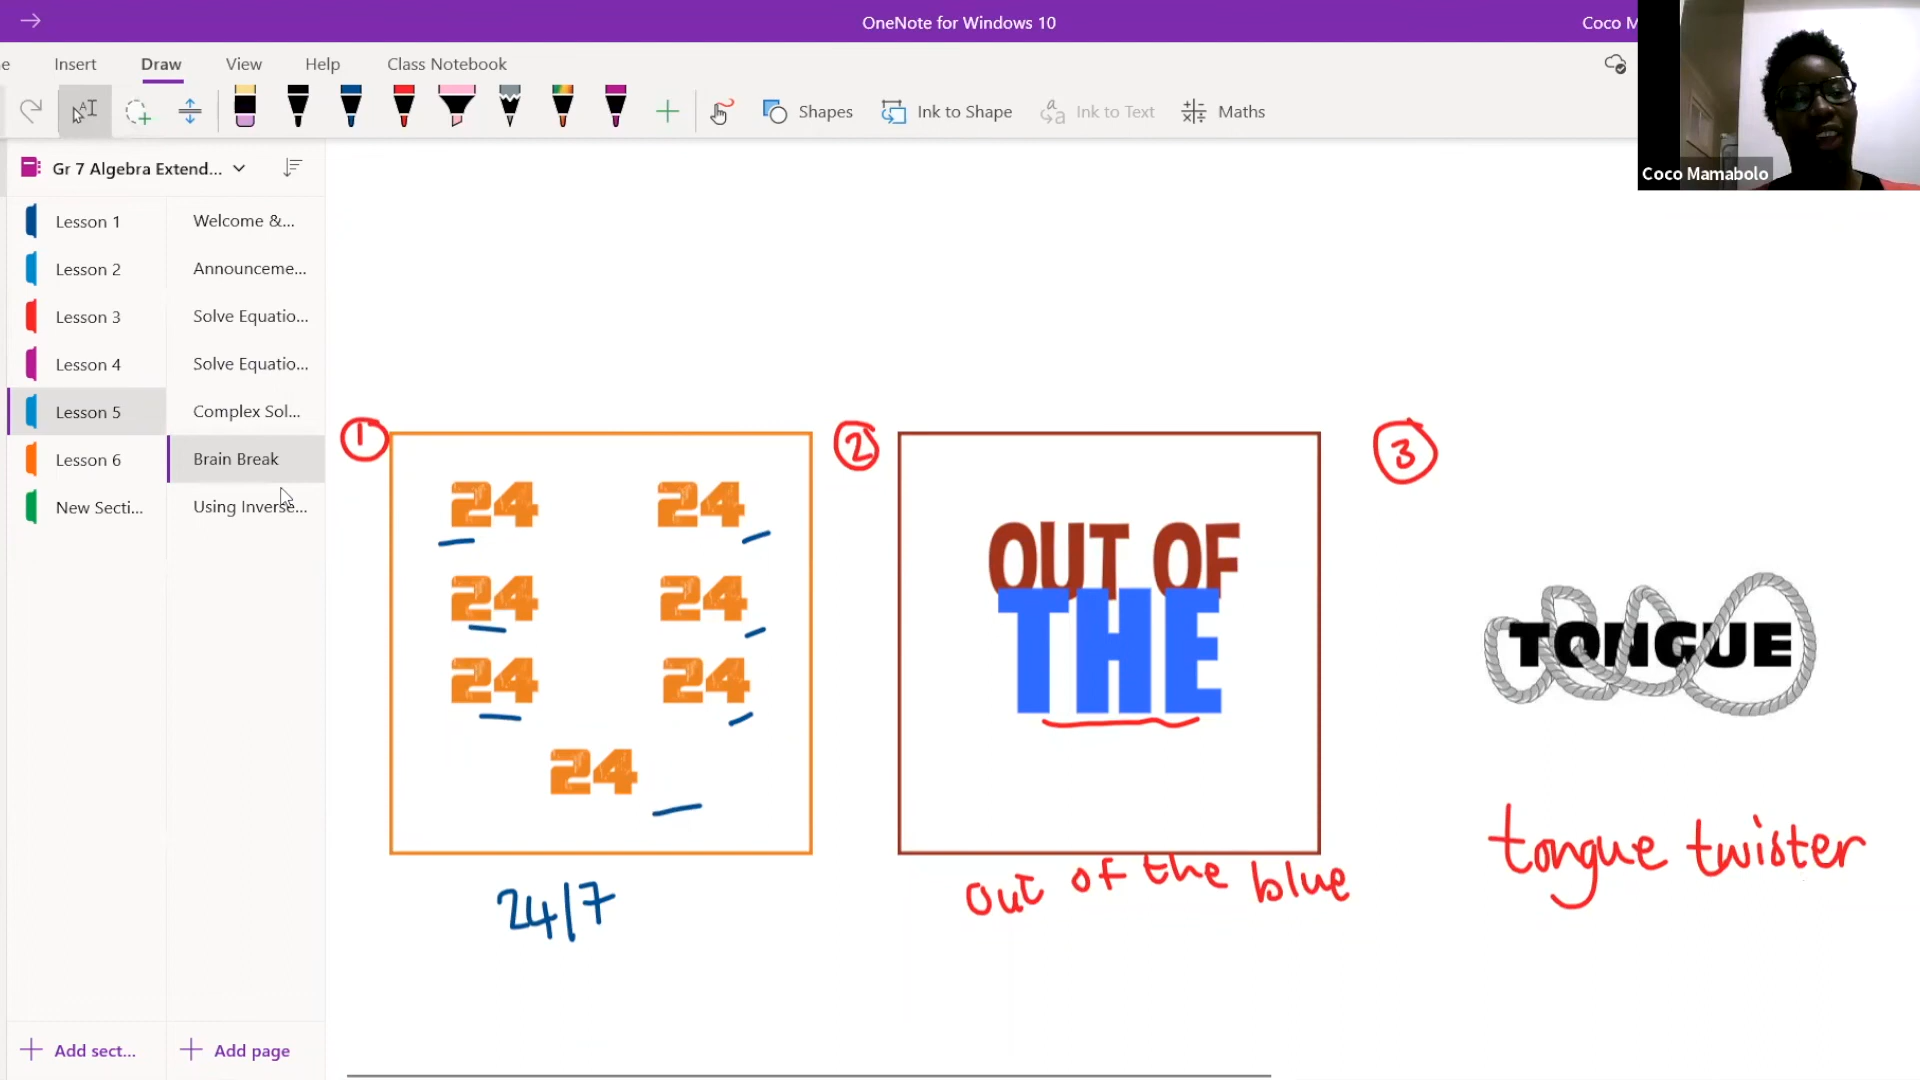 OneNote for Windows 10
Coco M
e
Insert
Draw
View
Help
Class Notebook
Shapes
Ink to Shape
Ink to Text
Maths
Coco Mamabolo
Gr 7 Algebra Extend...
Lesson 1
Lesson 2
Lesson 3
Lesson 4
Lesson 5
Lesson 6
New Secti...
Welcome &...
Announceme...
Solve Equatio...
Solve Equatio...
Complex Sol...
Brain Break
Using Inverse...
1
24 24
24 24
24 24
24
24/7
2
OUT OF
THE
out of the blue
3
TONGUE
tongue twister
Add sect...
Add page